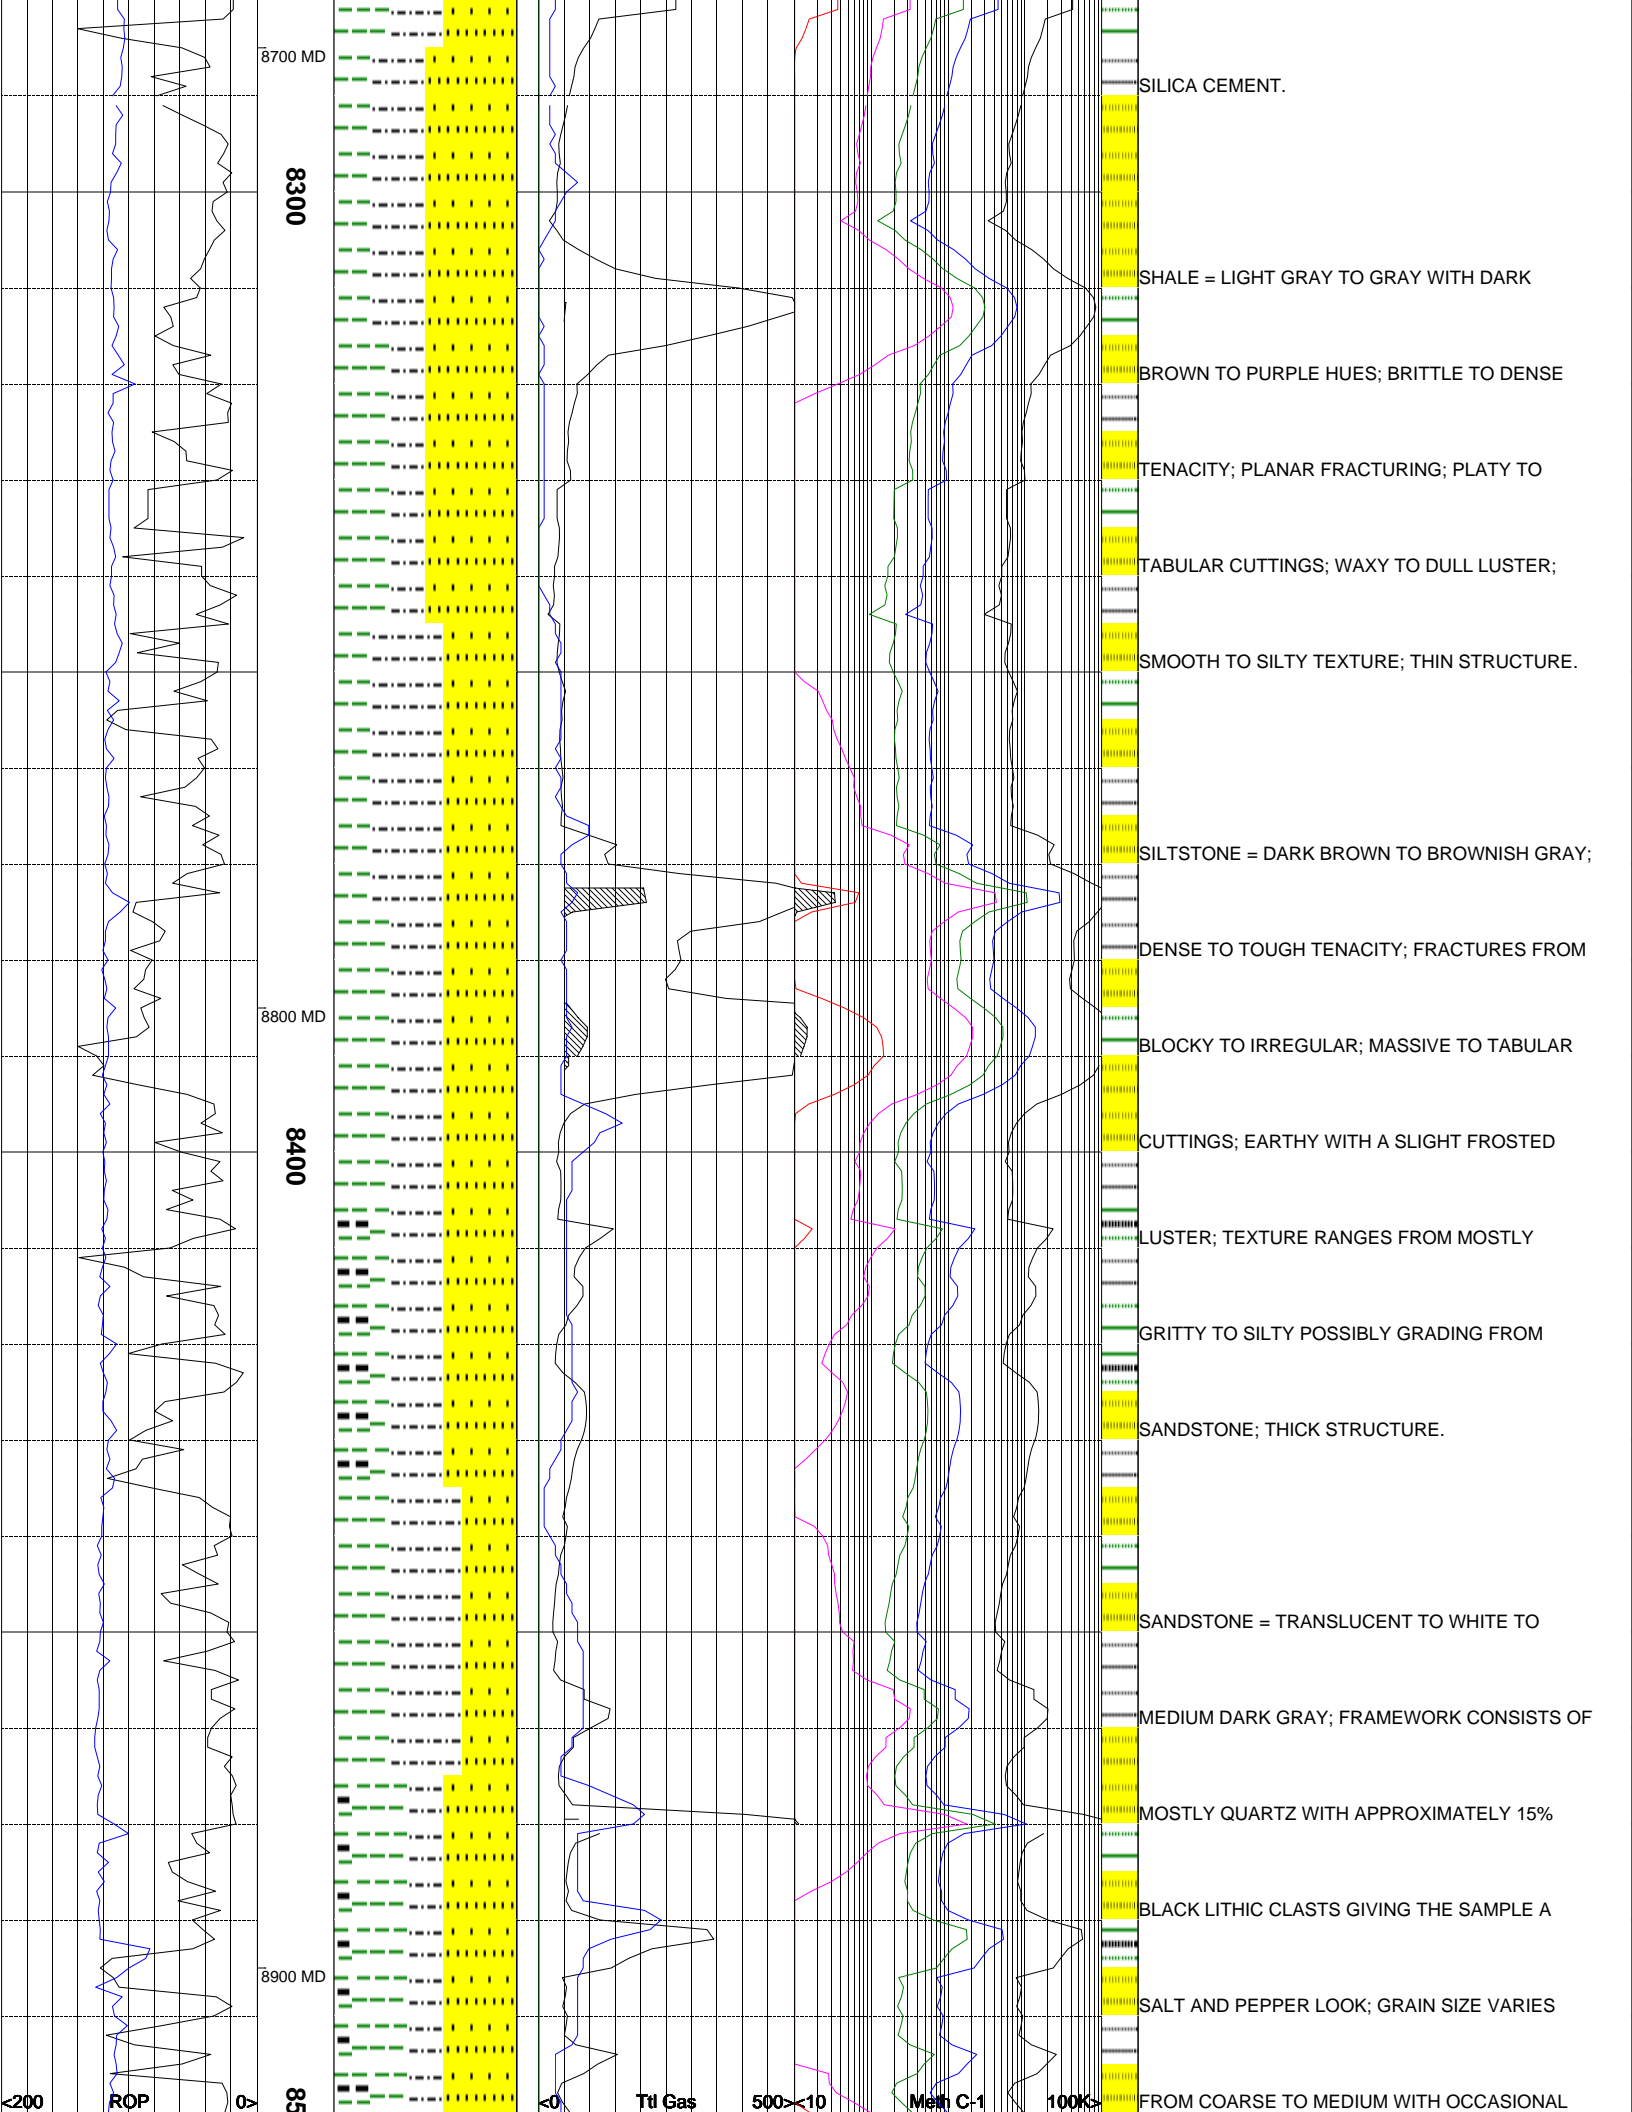 8700 MD
SILICA CEMENT.
8300
SHALE = LIGHT GRAY TO GRAY WITH DARK
BROWN TO PURPLE HUES; BRITTLE TO DENSE
TENACITY; PLANAR FRACTURING; PLATY TO
TABULAR CUTTINGS; WAXY TO DULL LUSTER;
SMOOTH TO SILTY TEXTURE; THIN STRUCTURE.
SILTSTONE = DARK BROWN TO BROWNISH GRAY;
DENSE TO TOUGH TENACITY; FRACTURES FROM
8800 MD
BLOCKY TO IRREGULAR; MASSIVE TO TABULAR
8400
CUTTINGS; EARTHY WITH A SLIGHT FROSTED
LUSTER; TEXTURE RANGES FROM MOSTLY
GRITTY TO SILTY POSSIBLY GRADING FROM
SANDSTONE; THICK STRUCTURE.
SANDSTONE = TRANSLUCENT TO WHITE TO
MEDIUM DARK GRAY; FRAMEWORK CONSISTS OF
MOSTLY QUARTZ WITH APPROXIMATELY 15%
BLACK LITHIC CLASTS GIVING THE SAMPLE A
8900 MD
SALT AND PEPPER LOOK; GRAIN SIZE VARIES
85
<200 ROP 0> <0 Ttl Gas 500> <10 Meth C-1 100K>
FROM COARSE TO MEDIUM WITH OCCASIONAL